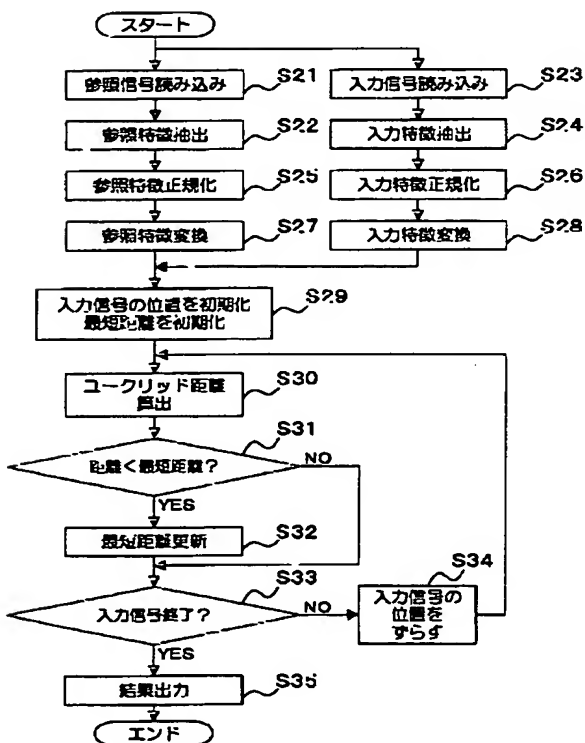 スタート
参照信号読み込み
S21
入力信号読み込み
S23
参照特徴抽出
S22
入力特徴抽出
S24
参照特徴正規化
S25
入力特徴正規化
S26
参照特徴変換
S27
入力特徴変換
S28
入力信号の位置を初期化
最短距離を初期化
S29
ユークリッド距離
算出
S30
距離<最短距離?
S31
NO
YES
最短距離更新
S32
入力信号終了?
S33
NO
入力信号の
位置を
ずらす
S34
YES
結果出力
S35
エンド